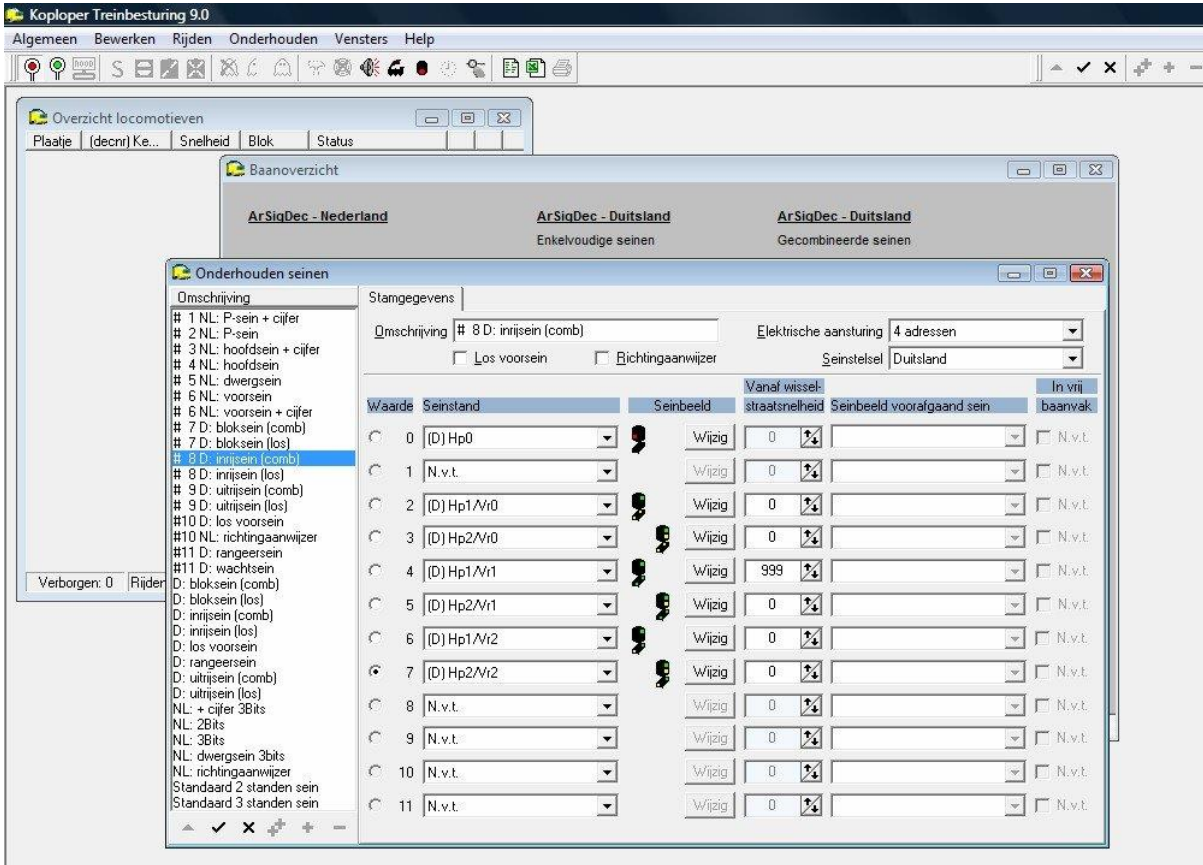 Koploper Treinbesturing 9.0
Algemeen Bewerken Rijden Onderhouden Vensters Help
Overzicht locomotieven
Plaatje (decnr) Ke... Snelheid Blok Status
Baanoverzicht
ArSigDec - Nederland ArSigDec - Duitsland ArSigDec - Duitsland
Enkelvoudige seinen Gecombineerde seinen
Verborgen: 0 Rijder
Onderhouden seinen
Omschrijving
# 1 NL: P-sein + cijfer
# 2 NL: P-sein
# 3 NL: hoofdsein + cijfer
# 4 NL: hoofdsein
# 5 NL: dwergsein
# 6 NL: voorsein
# 6 NL: voorsein + cijfer
# 7 D: bloksein (comb)
# 7 D: bloksein (los)
# 8 D: inrijsein (comb)
# 8 D: inrijsein (los)
# 9 D: uitrijsein (comb)
# 9 D: uitrijsein (los)
#10 D: los voorsein
#10 NL: richtingaanwijzer
#11 D: rangeersein
#11 D: wachtsein
D: bloksein (comb)
D: bloksein (los)
D: inrijsein (comb)
D: inrijsein (los)
D: los voorsein
D: rangeersein
D: uitrijsein (comb)
D: uitrijsein (los)
NL: + cijfer 3Bits
NL: 2Bits
NL: 3Bits
NL: dwergsein 3bits
NL: richtingaanwijzer
Standaard 2 standen sein
Standaard 3 standen sein
Stamgegevens
Omschrijving # 8 D: inrijsein (comb) Elektrische aansturing 4 adressen
Los voorsein Richtingaanwijzer Seinstelsel Duitsland
Vanaf wissel- In vrij
Waarde Seinstand Seinbeeld straatsnelheid Seinbeeld voorafgaand sein baanvak
0 (D) Hp0 Wijzig 0 N.v.t.
1 N.v.t. Wijzig 0 N.v.t.
2 (D) Hp1/Vr0 Wijzig 0 N.v.t.
3 (D) Hp2/Vr0 Wijzig 0 N.v.t.
4 (D) Hp1/Vr1 Wijzig 999 N.v.t.
5 (D) Hp2/Vr1 Wijzig 0 N.v.t.
6 (D) Hp1/Vr2 Wijzig 0 N.v.t.
7 (D) Hp2/Vr2 Wijzig 0 N.v.t.
8 N.v.t. Wijzig 0 N.v.t.
9 N.v.t. Wijzig 0 N.v.t.
10 N.v.t. Wijzig 0 N.v.t.
11 N.v.t. Wijzig 0 N.v.t.